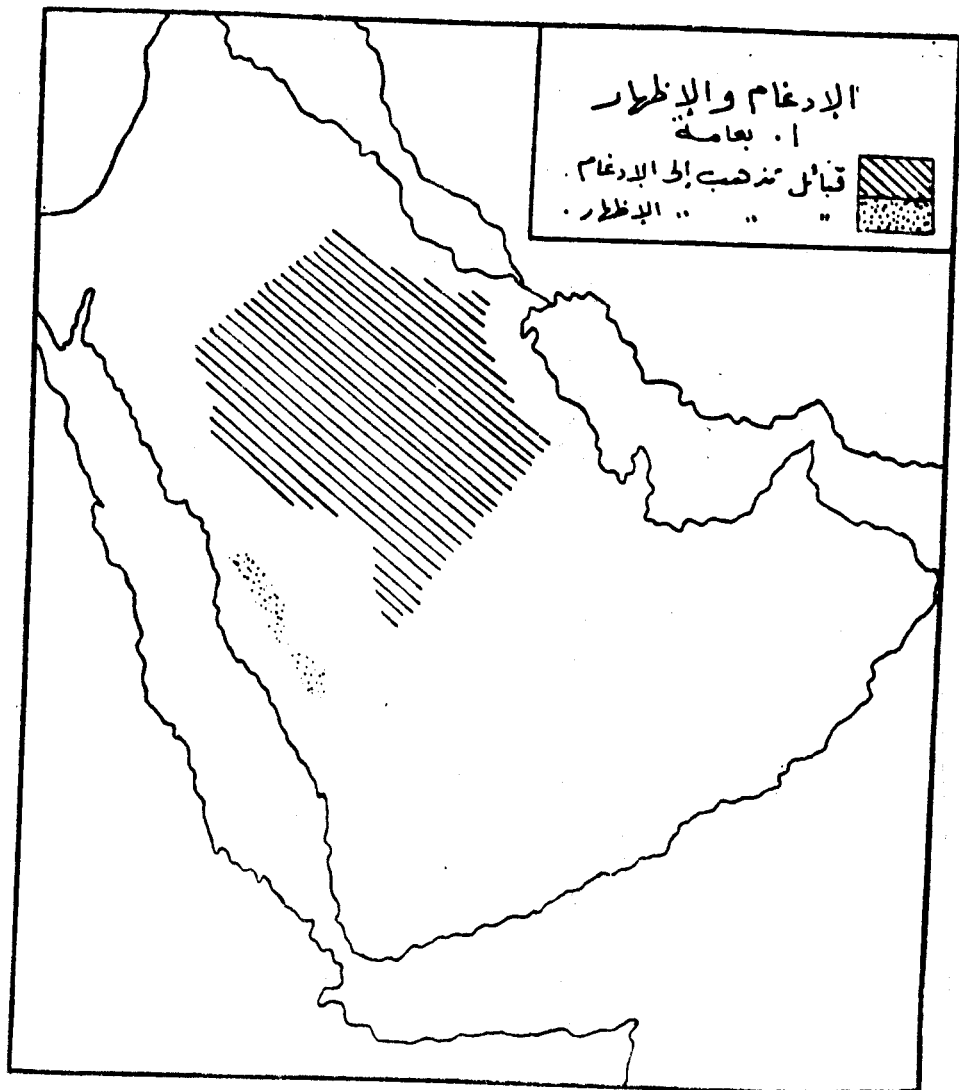 الإدغام والإظهار
١. بعامة
قبائل تذهب إلى الإدغام.
" " " الإظهار.